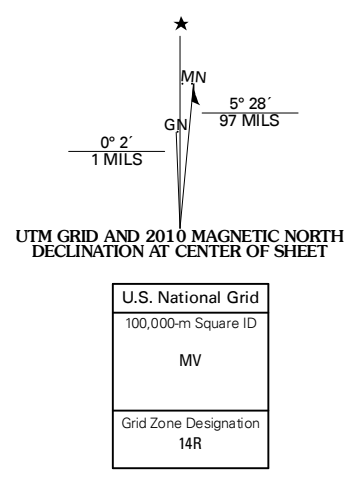 ★
MN
GN
5° 28´
97 MILS
0° 2´
1 MILS
UTM GRID AND 2010 MAGNETIC NORTH
DECLINATION AT CENTER OF SHEET
U.S. National Grid
100,000-m Square ID
MV
Grid Zone Designation
14R